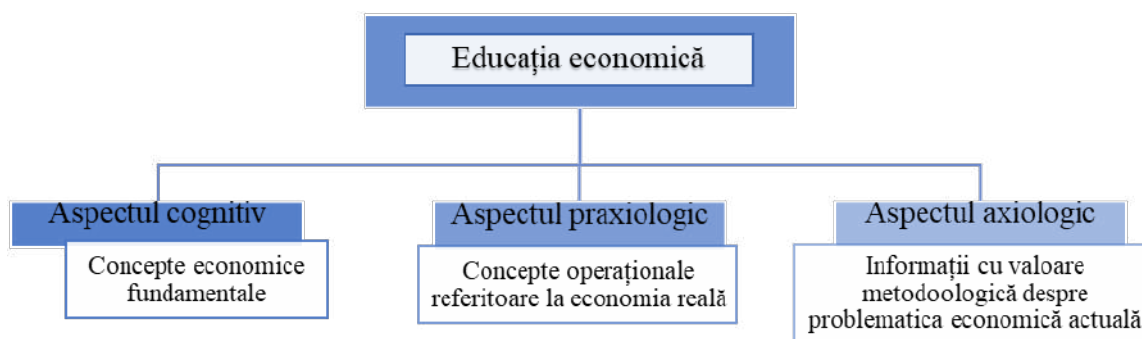 Educația economică
Aspectul cognitiv
Concepte economice
fundamentale
Aspectul praxiologic
Concepte operaționale
referitoare la economia reală
Aspectul axiologic
Informații cu valoare
metodoologică despre
problematica economică actuală